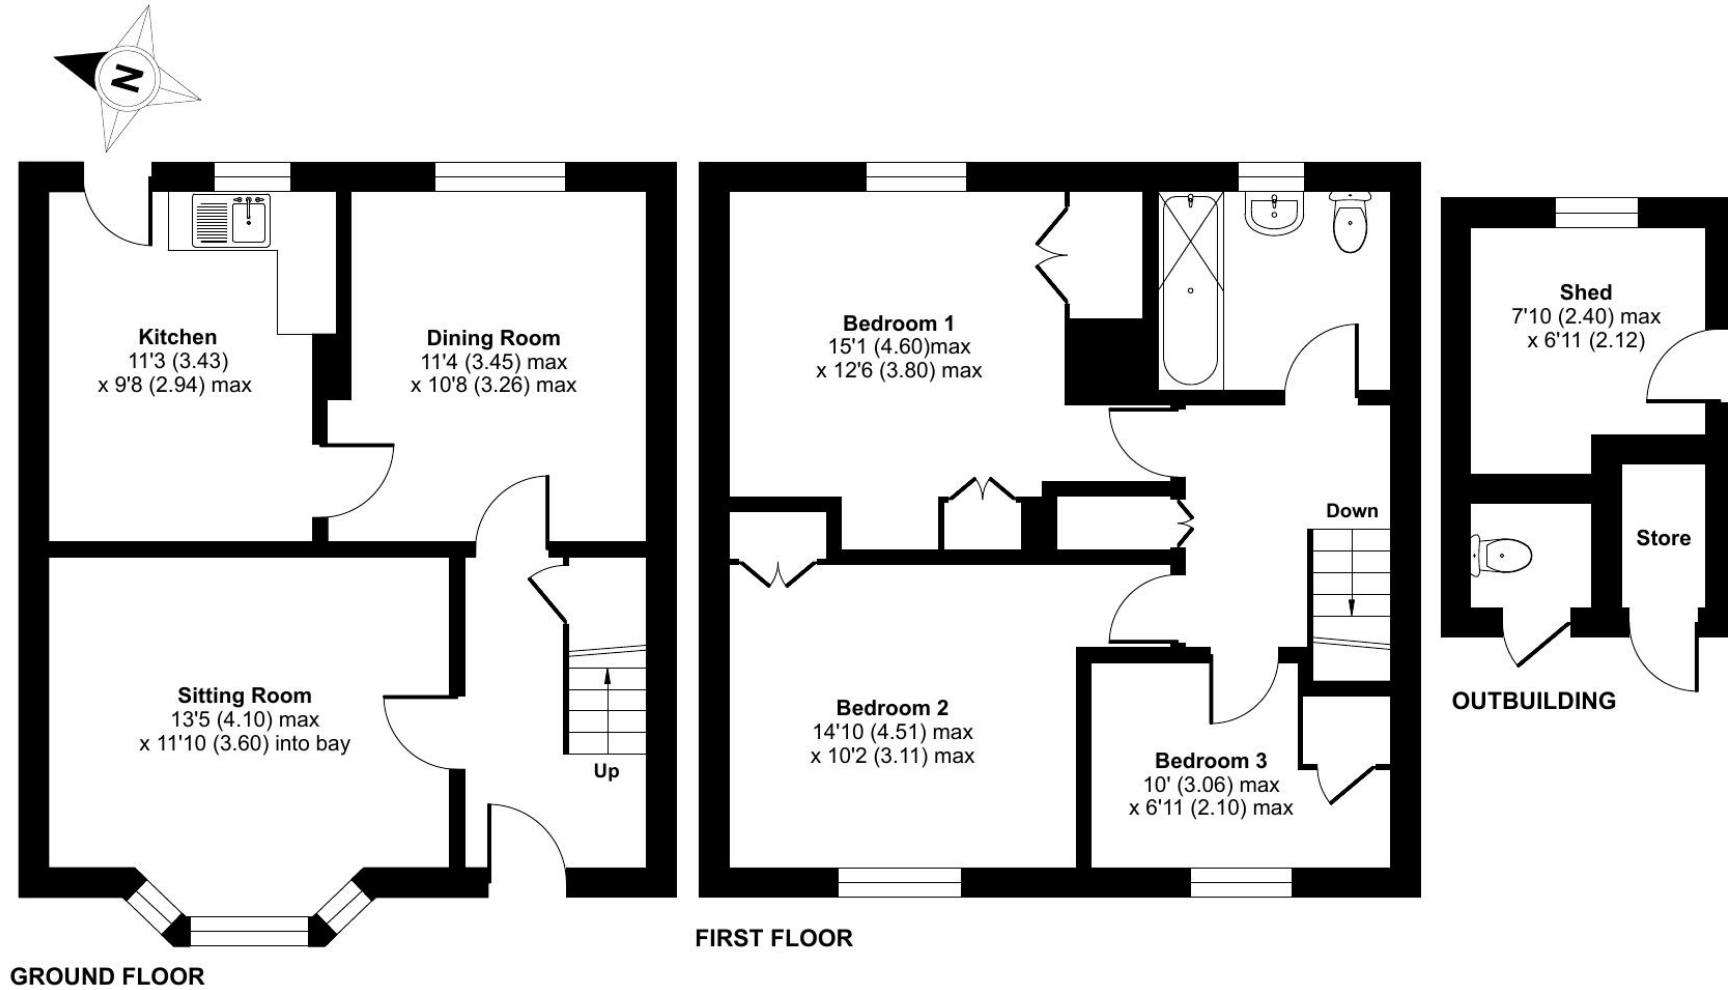 N
Kitchen
11'3 (3.43)
x 9'8 (2.94) max
Dining Room
11'4 (3.45) max
x 10'8 (3.26) max
Sitting Room
13'5 (4.10) max
x 11'10 (3.60) into bay
Up
GROUND FLOOR
Bedroom 1
15'1 (4.60)max
x 12'6 (3.80) max
Down
Bedroom 2
14'10 (4.51) max
x 10'2 (3.11) max
Bedroom 3
10' (3.06) max
x 6'11 (2.10) max
FIRST FLOOR
Shed
7'10 (2.40) max
x 6'11 (2.12)
Store
OUTBUILDING